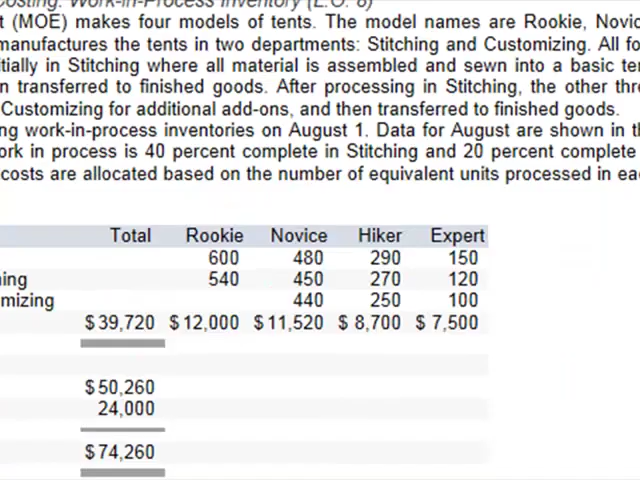 Costing: Work-in-Process Inventory (L.O. 8)
t (MOE) makes four models of tents. The model names are Rookie, Novic
manufactures the tents in two departments: Stitching and Customizing. All fo
itially in Stitching where all material is assembled and sewn into a basic ten
n transferred to finished goods. After processing in Stitching, the other thre
Customizing for additional add-ons, and then transferred to finished goods.
ng work-in-process inventories on August 1. Data for August are shown in th
ork in process is 40 percent complete in Stitching and 20 percent complete
costs are allocated based on the number of equivalent units processed in eac
Total Rookie Novice Hiker Expert
600 480 290 150
ning 540 450 270 120
mizing 440 250 100
$ 39,720 $ 12,000 $ 11,520 $ 8,700 $ 7,500
$ 50,260
24,000
$ 74,260